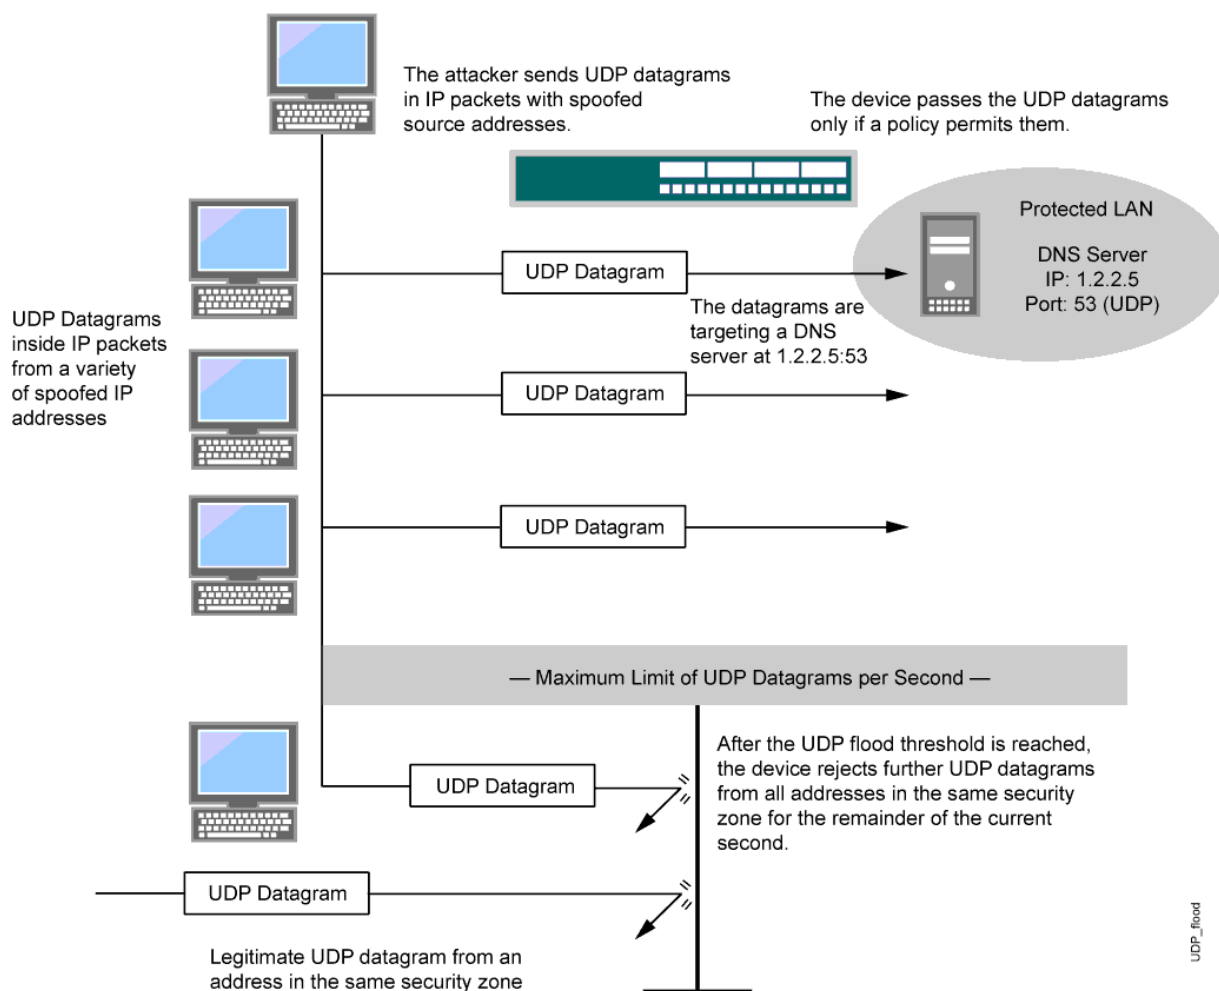 The attacker sends UDP datagrams
in IP packets with spoofed
source addresses.
The device passes the UDP datagrams
only if a policy permits them.
Protected LAN
DNS Server
IP: 1.2.2.5
Port: 53 (UDP)
UDP Datagram
The datagrams are
targeting a DNS
server at 1.2.2.5:53
UDP Datagrams
inside IP packets
from a variety
of spoofed IP
addresses
UDP Datagram
UDP Datagram
— Maximum Limit of UDP Datagrams per Second —
After the UDP flood threshold is reached,
the device rejects further UDP datagrams
from all addresses in the same security
zone for the remainder of the current
second.
UDP Datagram
UDP Datagram
Legitimate UDP datagram from an
address in the same security zone
UDP_flood